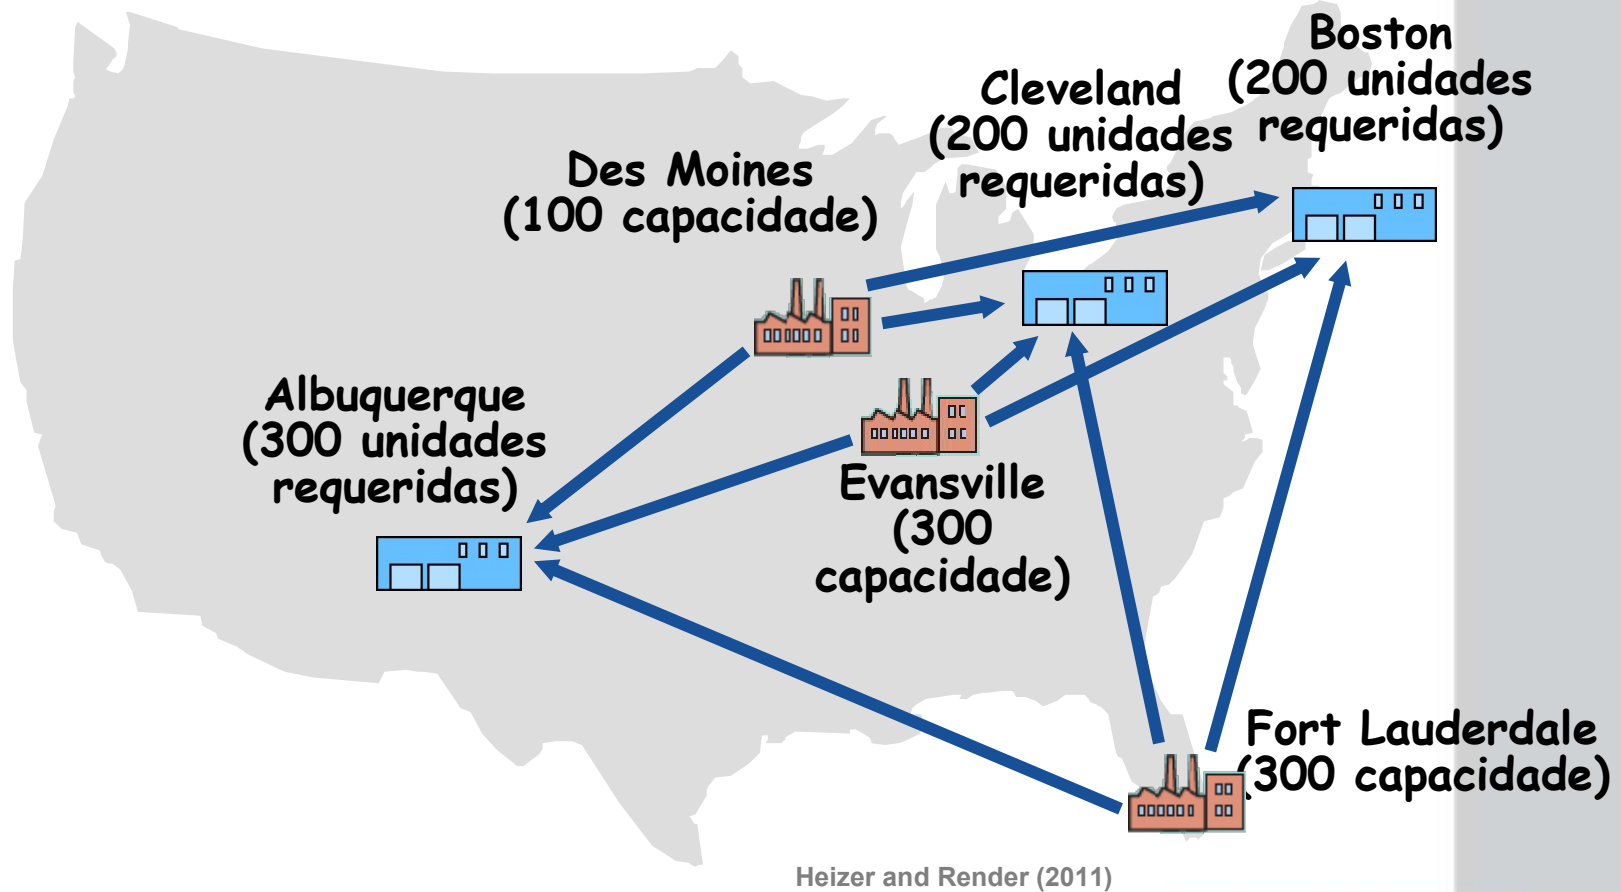 Boston
(200 unidades
requeridas)
Cleveland
(200 unidades
requeridas)
Des Moines
(100 capacidade)
Albuquerque
(300 unidades
requeridas)
Evansville
(300
capacidade)
Fort Lauderdale
(300 capacidade)
Heizer and Render (2011)